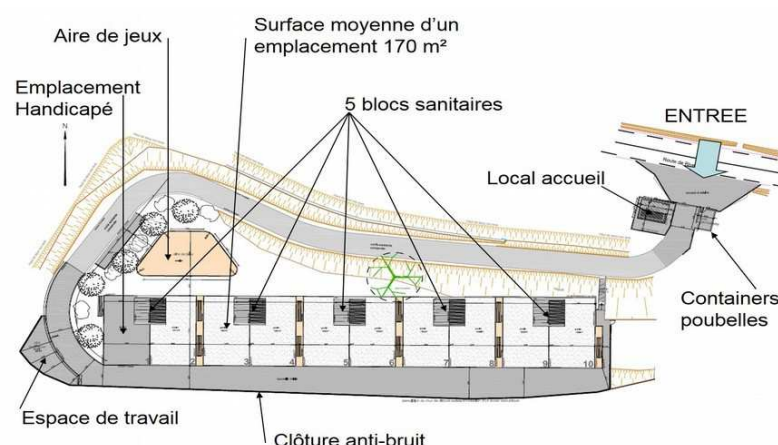 Surface moyenne d'un
emplacement 170 m²
Aire de jeux
Emplacement
Handicapé
5 blocs sanitaires
ENTREE
N
Local accueil
Containers
poubelles
1
2
3
4
5
6
7
8
9
10
Espace de travail
Clôture anti-bruit